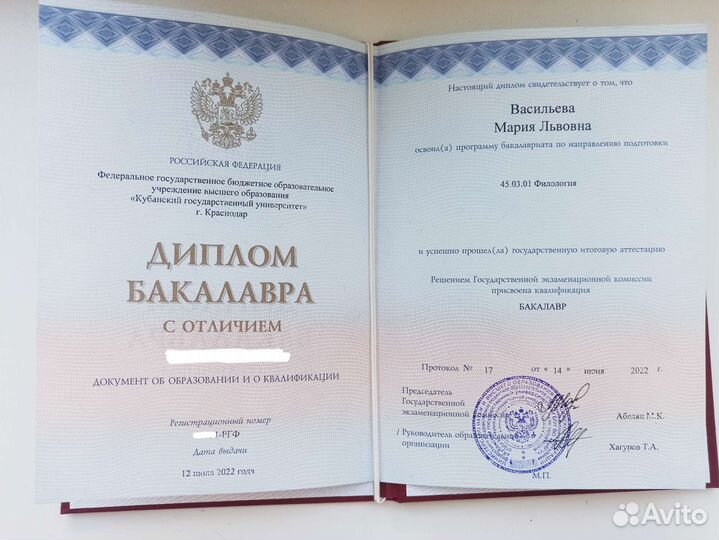 РОССИЙСКАЯ ФЕДЕРАЦИЯ
Федеральное государственное бюджетное образовательное
учреждение высшего образования
«Кубанский государственный университет»
г. Краснодар
ДИПЛОМ
БАКАЛАВРА
С ОТЛИЧИЕМ
ДОКУМЕНТ ОБ ОБРАЗОВАНИИ И О КВАЛИФИКАЦИИ
Регистрационный номер
-РГФ
Дата выдачи
12 июля 2022 года
Настоящий диплом свидетельствует о том, что
Васильева
Мария Львовна
освоил(а) программу бакалавриата по направлению подготовки
45.03.01 Филология
и успешно прошел(ла) государственную итоговую аттестацию
Решением Государственной экзаменационной комиссии
присвоена квалификация
БАКАЛАВР
Протокол № 17 от « 14 » июня 2022 г.
Председатель
Государственной
экзаменационной комиссии
Абелян М.К.
/ Руководитель образовательной
организации
Хагуров Т.А.
М.П.
Avito